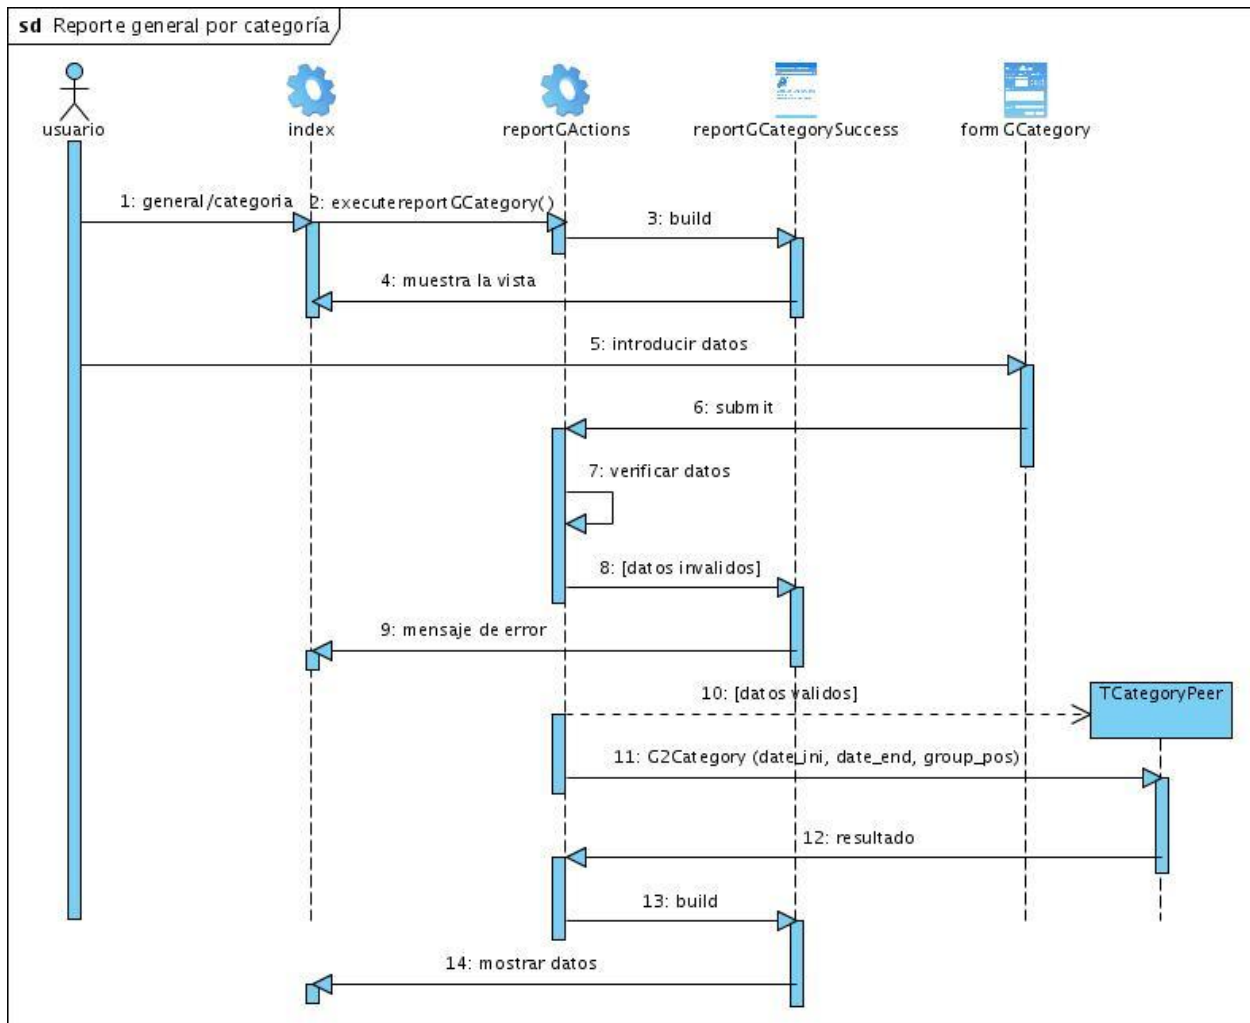 sd Reporte general por categoría
usuario
index
reportGActions
reportGCategorySuccess
formGCategory
1: general/categoria
2: executereportGCategory()
3: build
4: muestra la vista
5: introducir datos
6: submit
7: verificar datos
8: [datos invalidos]
9: mensaje de error
10: [datos validos]
TCategoryPeer
11: G2Category (date_ini, date_end, group_pos)
12: resultado
13: build
14: mostrar datos